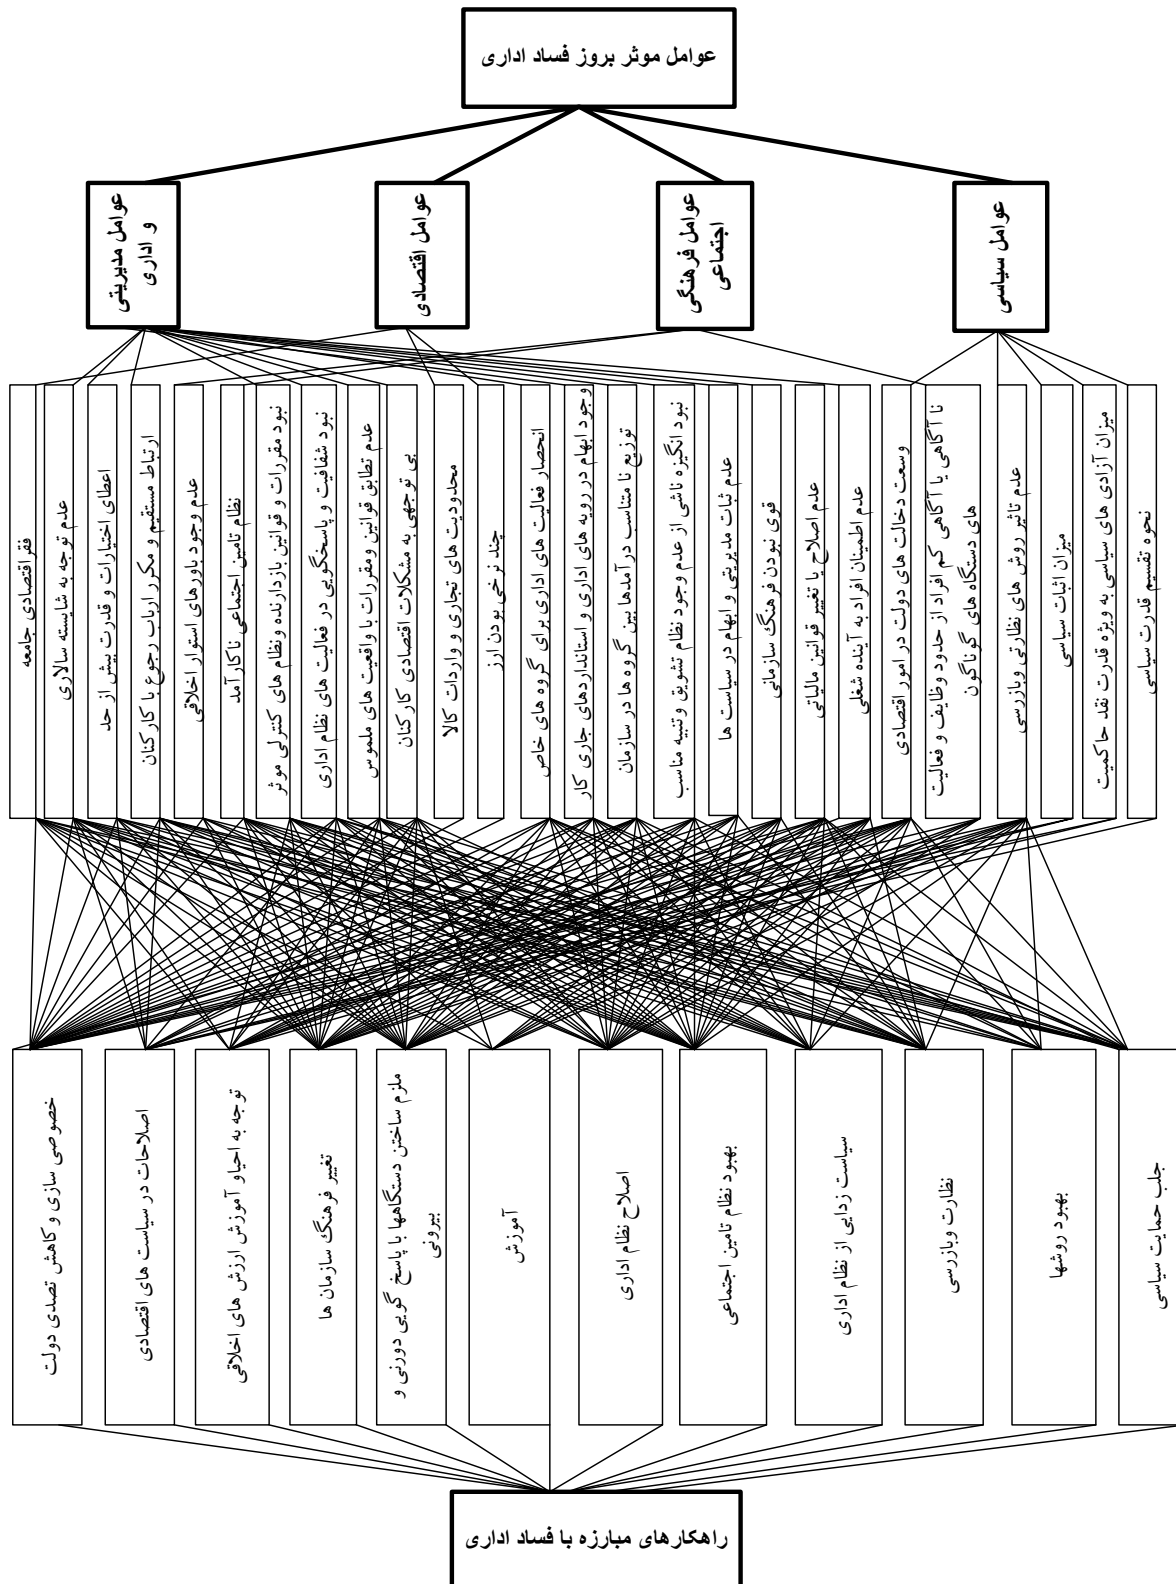 عوامل موثر بروز فساد اداری
عوامل سیاسی
عوامل فرهنگی
اجتماعی
عوامل اقتصادی
عوامل مدیریتی
و اداری
نحوه تقسیم قدرت سیاسی
میزان آزادی های سیاسی به ویژه قدرت نقد حاکمیت
میزان اثبات سیاسی
عدم تاثیر روش های نظارتی وبازرسی
نا آگاهی یا آگاهی کم افراد از حدود وظایف و فعالیت
های دستگاه های گوناگون
وسعت دخالت های دولت در امور اقتصادی
عدم اطمینان افراد به آینده شغلی
عدم اصلاح یا تغییر قوانین مالیاتی
قوی نبودن فرهنگ سازمانی
عدم ثبات مدیریتی و ابهام در سیاست ها
نبود انگیزه ناشی از عدم وجود نظام تشویق و تنبیه مناسب
توزیع نا متناسب درآمدها بین گروه ها در سازمان
وجود ابهام در رویه های اداری و استانداردهای جاری کار
انحصار فعالیت های اداری برای گروه های خاص
چند نرخی بودن ارز
محدودیت های تجاری و واردات کالا
بی توجهی به مشکلات اقتصادی کارکنان
عدم تطابق قوانین ومقررات با واقعیت های ملموس
نبود شفافیت و پاسخگویی در فعالیت های نظام اداری
نبود مقررات و قوانین بازدارنده ونظام های کنترلی موثر
نظام تامین اجتماعی ناکارآمد
عدم وجود باورهای استوار اخلاقی
ارتباط مستقیم و مکرر ارباب رجوع با کارکنان
اعطای اختیارات و قدرت بیش از حد
عدم توجه به شایسته سالاری
فقراقتصادی جامعه
جلب حمایت سیاسی
بهبود روشها
نظارت وبازرسی
سیاست زدایی از نظام اداری
بهبود نظام تامین اجتماعی
اصلاح نظام اداری
آموزش
ملزم ساختن دستگاهها با پاسخ گویی دورنی و
بیرونی
تغییر فرهنگ سازمان ها
توجه به احیاو آموزش ارزش های اخلاقی
اصلاحات در سیاست های اقتصادی
خصوصی سازی و کاهش تصدی دولت
راهکارهای مبارزه با فساد اداری